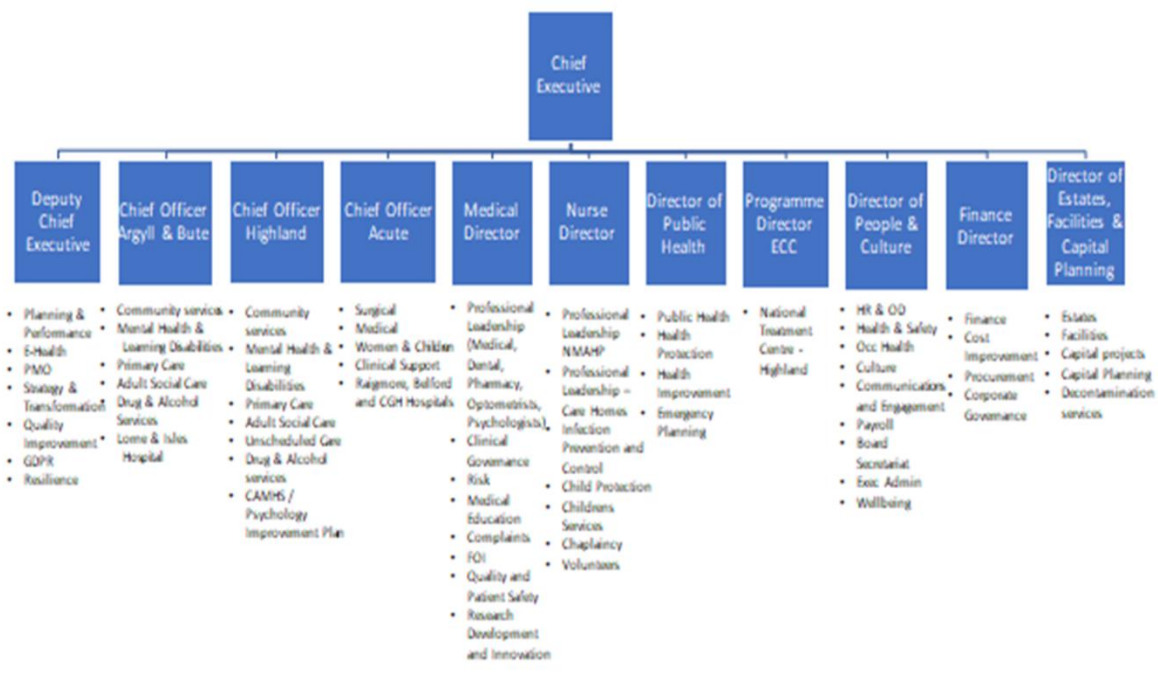 Chief
Executive
Deputy
Chief
Executive
Chief Officer
Argyll & Bute
Chief Officer
Highland
Chief Officer
Acute
Medical
Director
Nurse
Director
Director of
Public
Health
Programme
Director
ECC
Director of
People &
Culture
Finance
Director
Director of
Estates,
Facilities &
Capital
Planning
• Planning &
Performance
• E-Health
• PMO
• Strategy &
Transformation
• Quality
Improvement
• GDPR
• Resilience
• Community services
• Mental Health &
Learning Disabilities
• Primary Care
• Adult Social Care
• Drug & Alcohol
Services
• Lorne & Isles
Hospital
• Community
services
• Mental Health &
Learning
Disabilities
• Primary Care
• Adult Social Care
• Unscheduled Care
• Drug & Alcohol
services
• CAMHS /
Psychology
Improvement Plan
• Surgical
• Medical
• Women & Children
• Clinical Support
• Raigmore, Belford
and CGH Hospitals
• Professional
Leadership
(Medical,
Dental,
Pharmacy,
Optometrists,
Psychologists)
• Clinical
Governance
• Risk
• Medical
Education
• Complaints
• FOI
• Quality and
Patient Safety
• Research
Development
and Innovation
• Professional
Leadership
NMAHP
• Professional
Leadership –
Care Homes
• Infection
Prevention and
Control
• Child Protection
• Childrens
Services
• Chaplaincy
• Volunteers
• Public Health
• Health
Protection
• Health
Improvement
• Emergency
Planning
• National
Treatment
Centre -
Highland
• HR & OD
• Health & Safety
• Occ Health
• Culture
• Communications
and Engagement
• Payroll
• Board
Secretariat
• Exec Admin
• Wellbeing
• Finance
• Cost
Improvement
• Procurement
• Corporate
Governance
• Estates
• Facilities
• Capital projects
• Capital Planning
• Decontamination
services